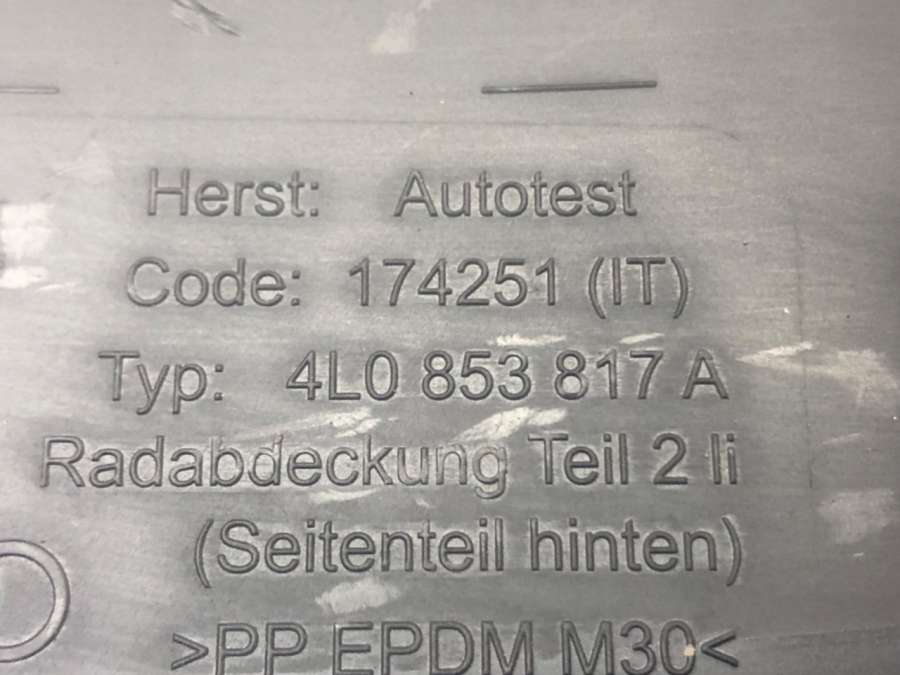 Herst: Autotest
Code: 174251 (IT)
Typ: 4L0 853 817 A
Radabdeckung Teil 2 li
(Seitenteil hinten)
>PP EPDM M30<